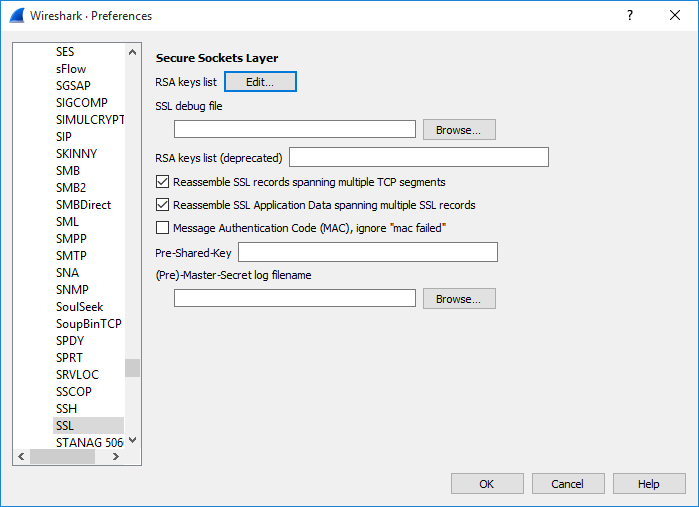 Wireshark · Preferences
?
SES
sFlow
SGSAP
SIGCOMP
SIMULCRYPT
SIP
SKINNY
SMB
SMB2
SMBDirect
SML
SMPP
SMTP
SNA
SNMP
SoulSeek
SoupBinTCP
SPDY
SPRT
SRVLOC
SSCOP
SSH
SSL
STANAG 506
Secure Sockets Layer
RSA keys list Edit...
SSL debug file
Browse...
RSA keys list (deprecated)
Reassemble SSL records spanning multiple TCP segments
Reassemble SSL Application Data spanning multiple SSL records
Message Authentication Code (MAC), ignore "mac failed"
Pre-Shared-Key
(Pre)-Master-Secret log filename
Browse...
OK Cancel Help